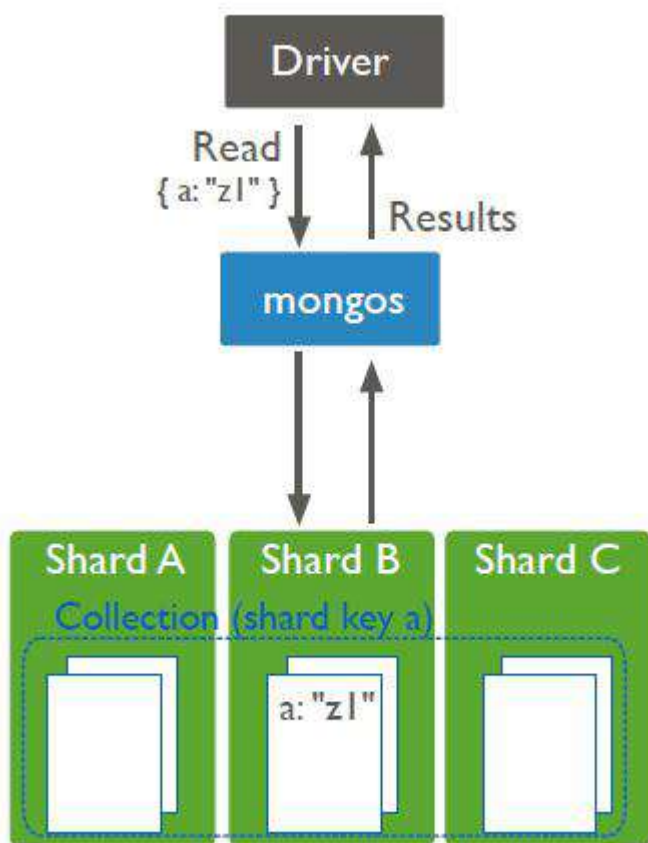 Driver
Read
{ a: "z1" }
Results
mongos
Shard A
Shard B
Shard C
Collection (shard key a)
a: "z1"